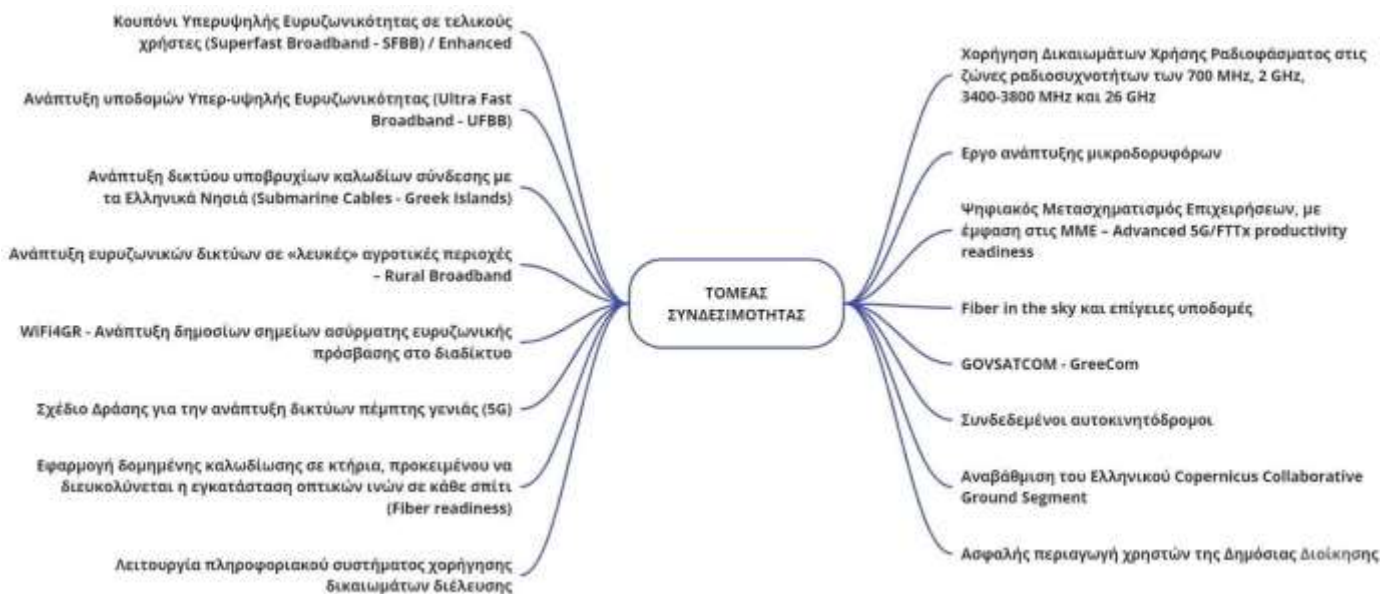 Κουπόνι Υπερυψηλής Ευρυζωνικότητας σε τελικούς
χρήστες (Superfast Broadband - SFBB) / Enhanced
Ανάπτυξη υποδομών Υπερ-υψηλής Ευρυζωνικότητας (Ultra Fast
Broadband - UFBB)
Ανάπτυξη δικτύου υποβρυχίων καλωδίων σύνδεσης με
τα Ελληνικά Νησιά (Submarine Cables - Greek Islands)
Ανάπτυξη ευρυζωνικών δικτύων σε «λευκές» αγροτικές περιοχές
– Rural Broadband
WiFi4GR - Ανάπτυξη δημοσίων σημείων ασύρματης ευρυζωνικής
πρόσβασης στο διαδίκτυο
Σχέδιο Δράσης για την ανάπτυξη δικτύων πέμπτης γενιάς (5G)
Εφαρμογή δομημένης καλωδίωσης σε κτήρια, προκειμένου να
διευκολύνεται η εγκατάσταση οπτικών ινών σε κάθε σπίτι
(Fiber readiness)
Λειτουργία πληροφοριακού συστήματος χορήγησης
δικαιωμάτων διέλευσης
ΤΟΜΕΑΣ
ΣΥΝΔΕΣΙΜΟΤΗΤΑΣ
Χορήγηση Δικαιωμάτων Χρήσης Ραδιοφάσματος στις
ζώνες ραδιοσυχνοτήτων των 700 MHz, 2 GHz,
3400-3800 MHz και 26 GHz
Εργο ανάπτυξης μικροδορυφόρων
Ψηφιακός Μετασχηματισμός Επιχειρήσεων, με
έμφαση στις ΜΜΕ – Advanced 5G/FTTx productivity
readiness
Fiber in the sky και επίγειες υποδομές
GOVSATCOM - GreeCom
Συνδεδεμένοι αυτοκινητόδρομοι
Αναβάθμιση του Ελληνικού Copernicus Collaborative
Ground Segment
Ασφαλής περιαγωγή χρηστών της Δημόσιας Διοίκησης